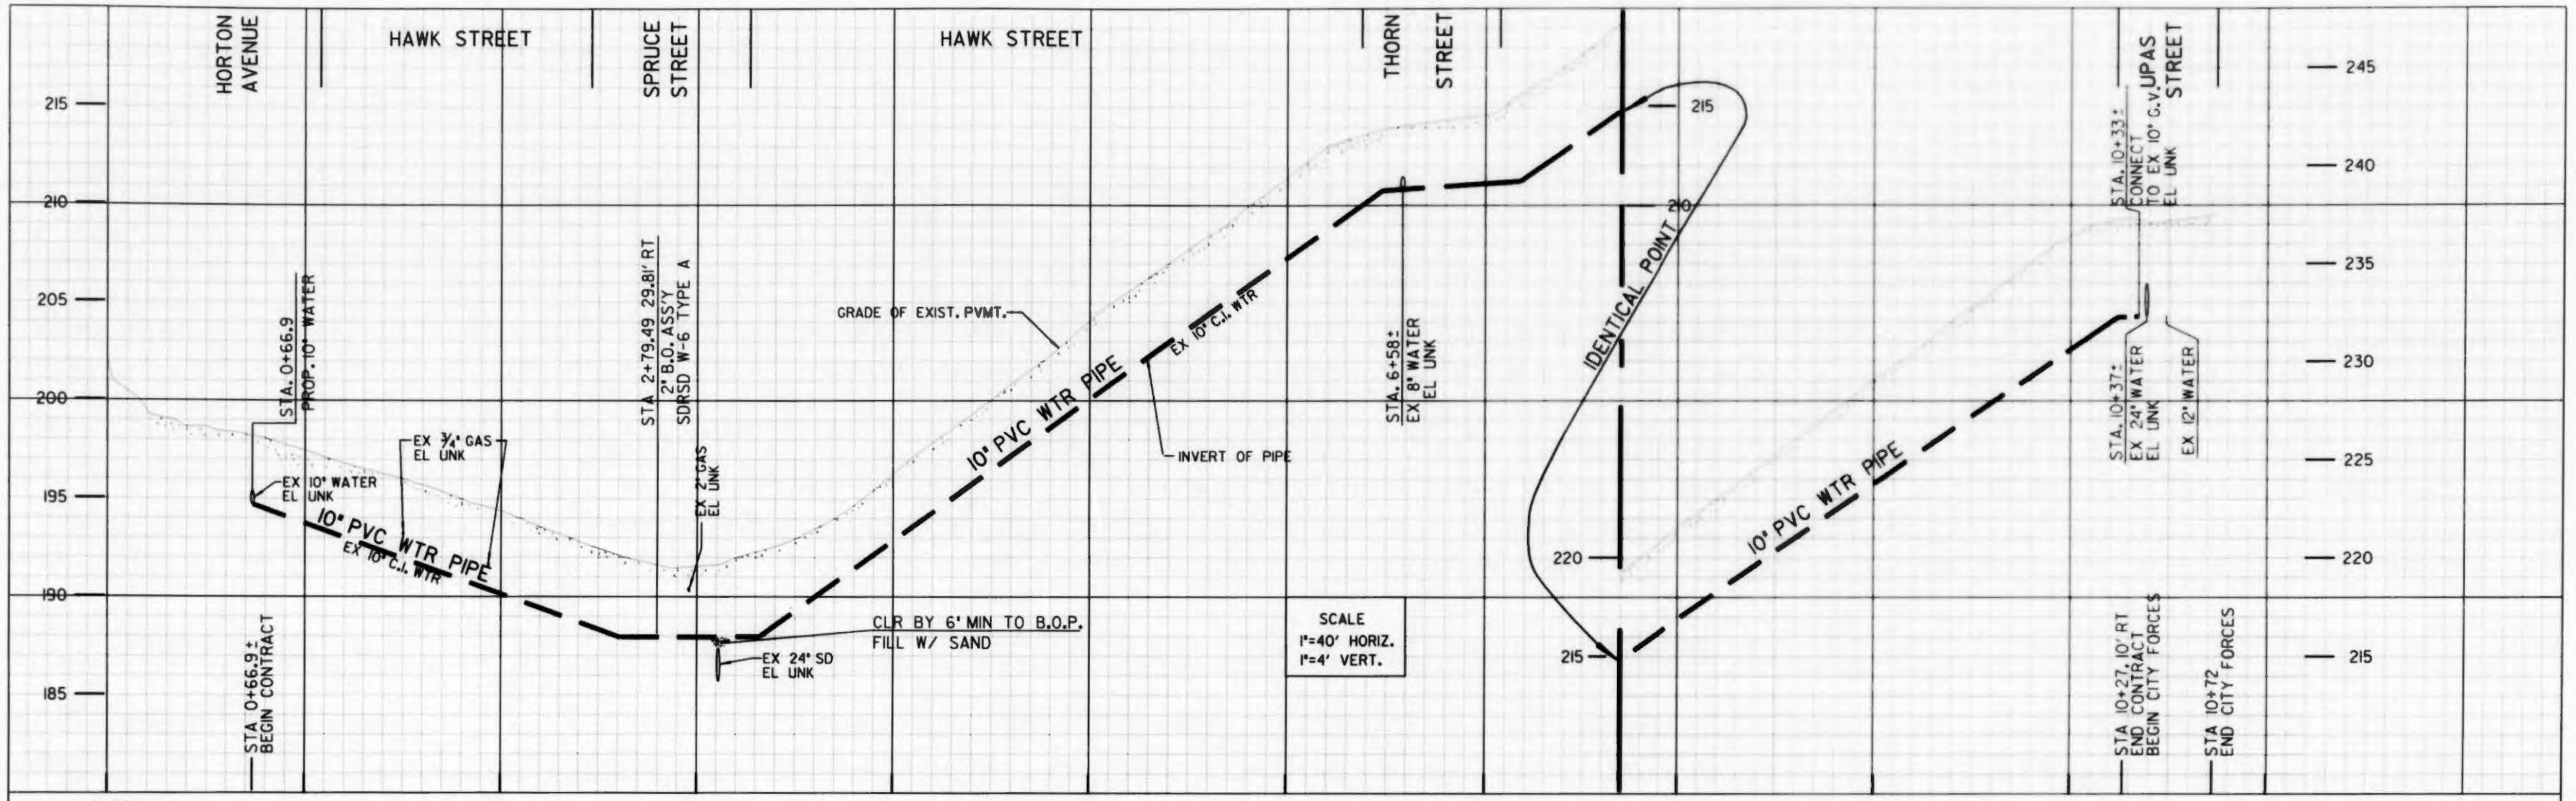 HORTON
AVENUE
HAWK STREET
SPRUCE
STREET
HAWK STREET
THORN
STREET
UPAS
STREET
215
210
205
200
195
190
185
STA. 0+66.9
PROP. 10" WATER
EX 10" WATER
EL UNK
EX 3/4" GAS
EL UNK
10" PVC WTR PIPE
EX 10" C.I. WTR
STA 0+66.9±
BEGIN CONTRACT
STA 2+79.49 29.81' RT
2" B.O. ASS'Y
SDRSD W-6 TYPE A
EX 2" GAS
EL UNK
CLR BY 6" MIN TO B.O.P.
FILL W/ SAND
EX 24" SD
EL UNK
GRADE OF EXIST. PVMT.
10" PVC WTR PIPE
EX 10" C.I. WTR
INVERT OF PIPE
STA. 6+58±
EX 8" WATER
EL UNK
SCALE
1"=40' HORIZ.
1"=4' VERT.
IDENTICAL POINT
215
210
220
215
10" PVC WTR PIPE
STA. 10+33±
CONNECT
TO EX 10" G.V.
EL UNK
STA. 10+37±
EX 24" WATER
EL UNK
EX 12" WATER
STA 10+27, 10' RT
END CONTRACT
BEGIN CITY FORCES
STA 10+72
END CITY FORCES
245
240
235
230
225
220
215